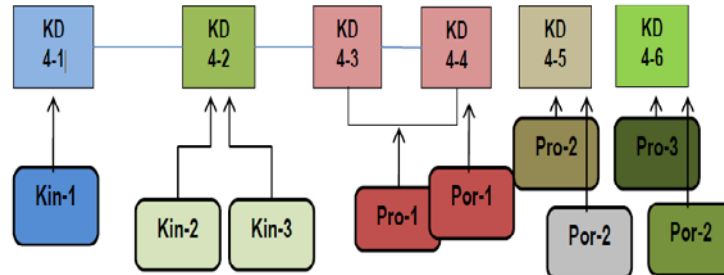 KD
4-1
KD
4-2
KD
4-3
KD
4-4
KD
4-5
KD
4-6
Kin-1
Kin-2
Kin-3
Pro-1
Por-1
Pro-2
Por-2
Pro-3
Por-2